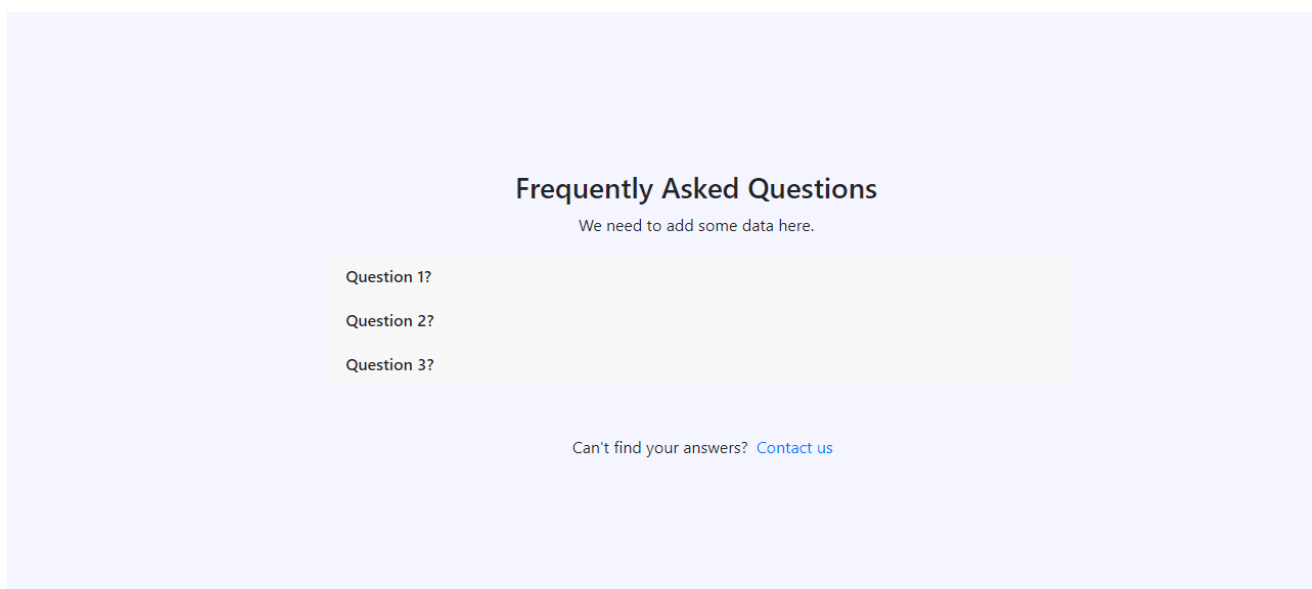 Frequently Asked Questions
We need to add some data here.
Question 1?
Question 2?
Question 3?
Can't find your answers? Contact us